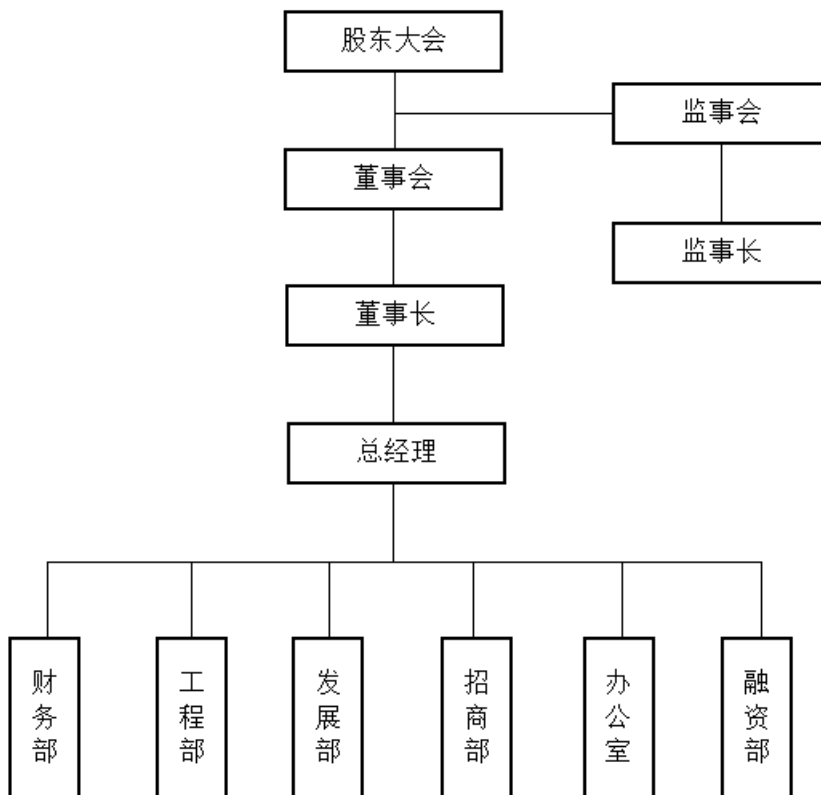 股东大会
监事会
董事会
监事长
董事长
总经理
财务部
工程部
发展部
招商部
办公室
融资部